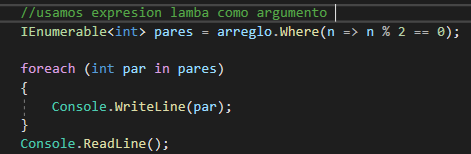 //usamos expresion lamba como argumento
IEnumerable<int> pares = arreglo.Where(n => n % 2 == 0);
foreach (int par in pares)
{
Console.WriteLine(par);
}
Console.ReadLine();